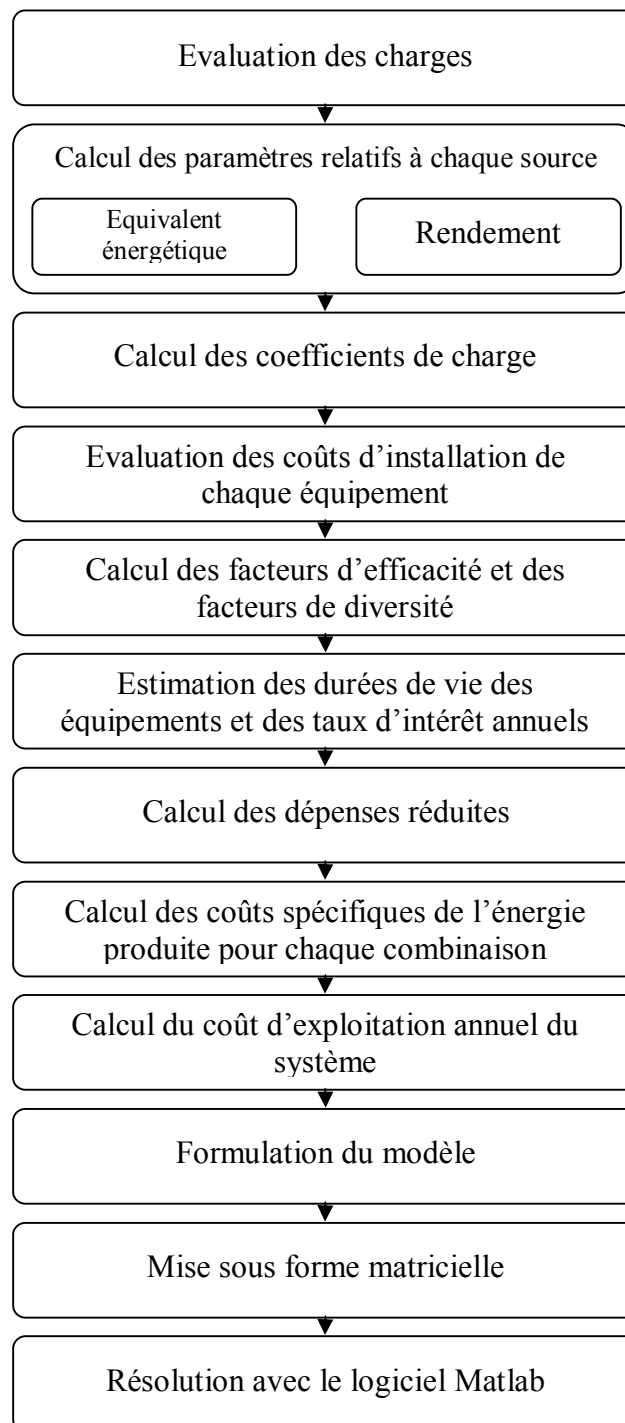 Evaluation des charges
Calcul des paramètres relatifs à chaque source
Equivalent
énergétique
Rendement
Calcul des coefficients de charge
Evaluation des coûts d’installation de
chaque équipement
Calcul des facteurs d’efficacité et des
facteurs de diversité
Estimation des durées de vie des
équipements et des taux d’intérêt annuels
Calcul des dépenses réduites
Calcul des coûts spécifiques de l’énergie
produite pour chaque combinaison
Calcul du coût d’exploitation annuel du
système
Formulation du modèle
Mise sous forme matricielle
Résolution avec le logiciel Matlab